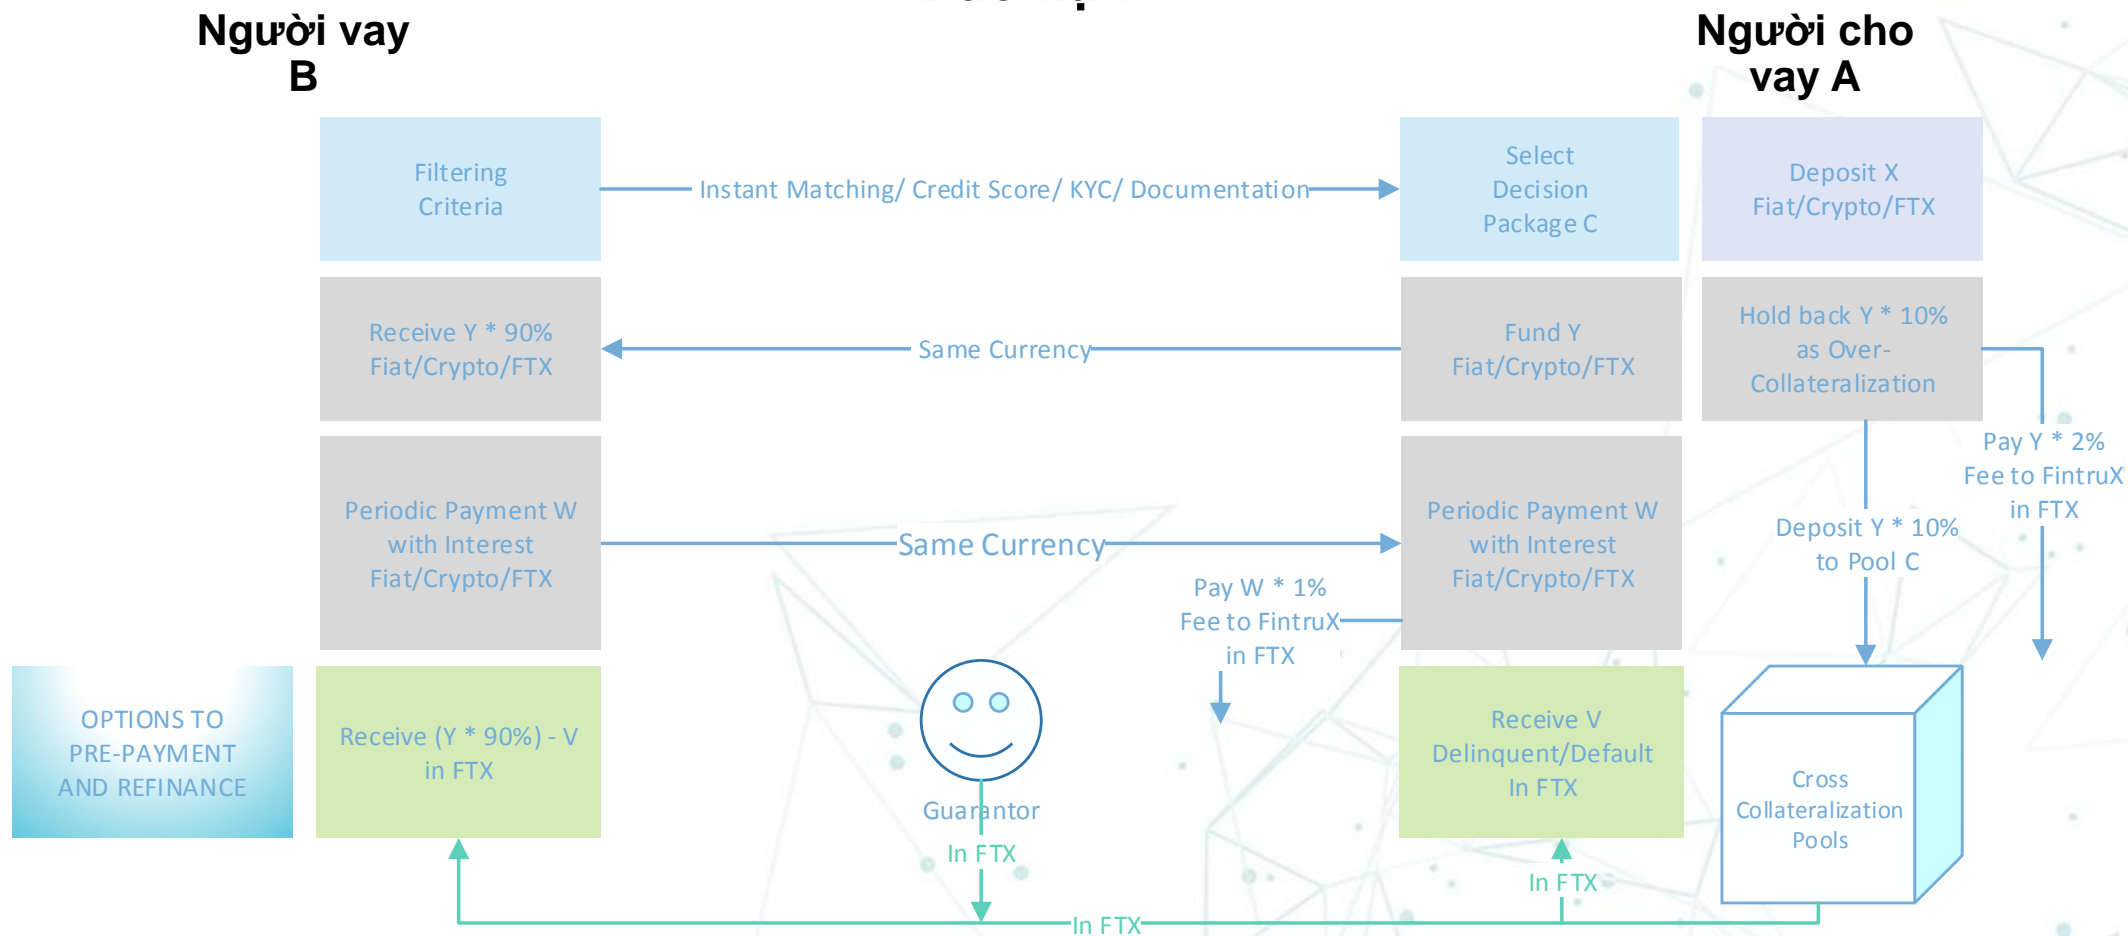 Người vay
B
Người cho
vay A
Filtering
Criteria
Instant Matching/ Credit Score/ KYC/ Documentation
Select
Decision
Package C
Deposit X
Fiat/Crypto/FTX
Receive Y * 90%
Fiat/Crypto/FTX
Same Currency
Fund Y
Fiat/Crypto/FTX
Hold back Y * 10%
as Over-
Collateralization
Pay Y * 2%
Fee to FintruX
in FTX
Deposit Y * 10%
to Pool C
Periodic Payment W
with Interest
Fiat/Crypto/FTX
Same Currency
Periodic Payment W
with Interest
Fiat/Crypto/FTX
Pay W * 1%
Fee to FintruX
in FTX
OPTIONS TO
PRE-PAYMENT
AND REFINANCE
Receive (Y * 90%) - V
in FTX
Guarantor
In FTX
Receive V
Delinquent/Default
In FTX
Cross
Collateralization
Pools
In FTX
In FTX